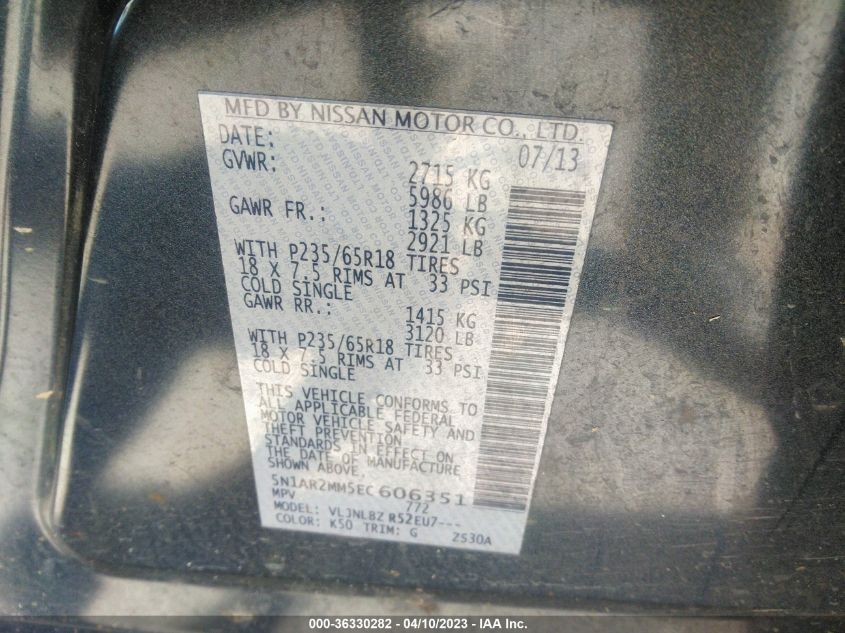 MFD BY NISSAN MOTOR CO., LTD.
DATE: 07/13
GVWR: 2715 KG
5986 LB
GAWR FR.: 1325 KG
2921 LB
WITH P235/65R18 TIRES
18 X 7.5 RIMS AT 33 PSI
COLD SINGLE
GAWR RR.: 1415 KG
3120 LB
WITH P235/65R18 TIRES
18 X 7.5 RIMS AT 33 PSI
COLD SINGLE
THIS VEHICLE CONFORMS TO
ALL APPLICABLE FEDERAL
MOTOR VEHICLE SAFETY AND
THEFT PREVENTION
STANDARDS IN EFFECT ON
THE DATE OF MANUFACTURE
SHOWN ABOVE.
5N1AR2MM5EC606351
MPV 772
MODEL: VLJNLBZ R52EU7---
COLOR: K50 TRIM: G 2530A
000-36330282 - 04/10/2023 - IAA Inc.